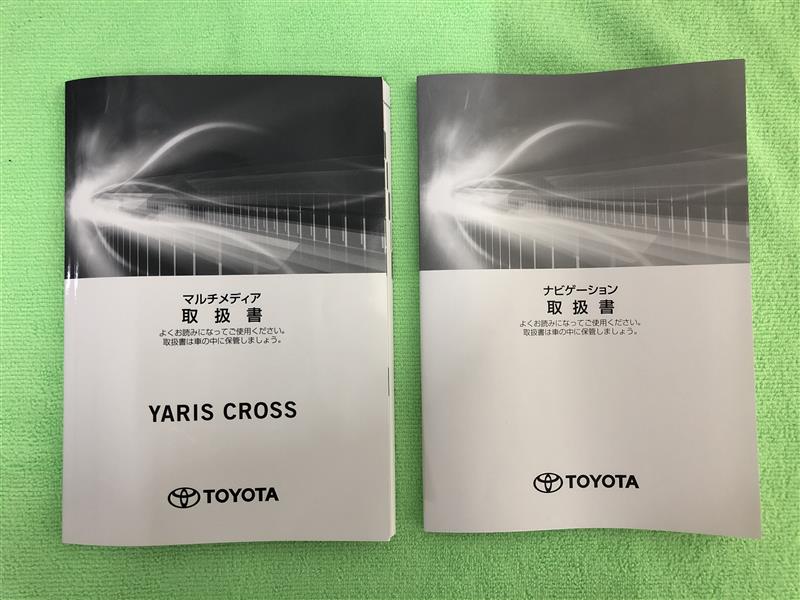 マルチメディア
取扱書
よくお読みになってご使用ください。
取扱書は車の中に保管しましょう。
YARIS CROSS
TOYOTA
ナビゲーション
取扱書
よくお読みになってご使用ください。
取扱書は車の中に保管しましょう。
TOYOTA